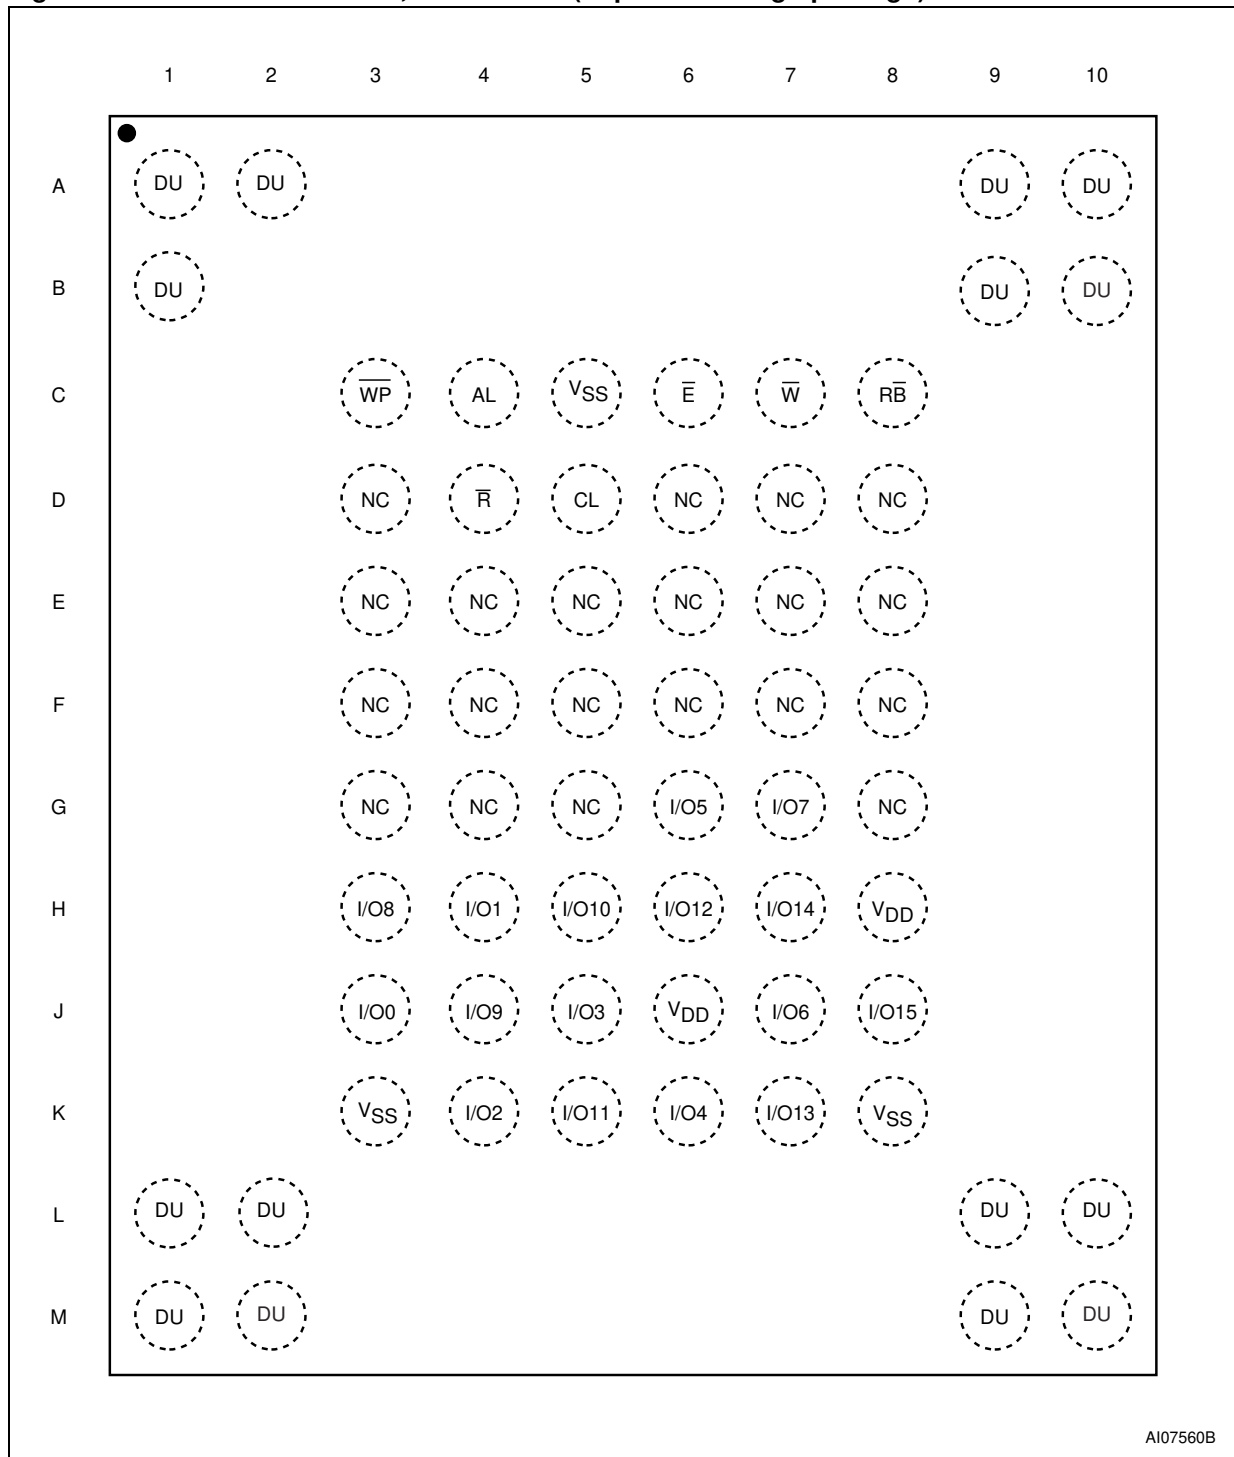 1 2 3 4 5 6 7 8 9 10
A DU DU DU DU
B DU DU DU
C W̅P̅ AL VSS E̅ W̅ RB̅
D NC R̅ CL NC NC NC
E NC NC NC NC NC NC
F NC NC NC NC NC NC
G NC NC NC I/O5 I/O7 NC
H I/O8 I/O1 I/O10 I/O12 I/O14 VDD
J I/O0 I/O9 I/O3 VDD I/O6 I/O15
K VSS I/O2 I/O11 I/O4 I/O13 VSS
L DU DU DU DU
M DU DU DU DU
AI07560B